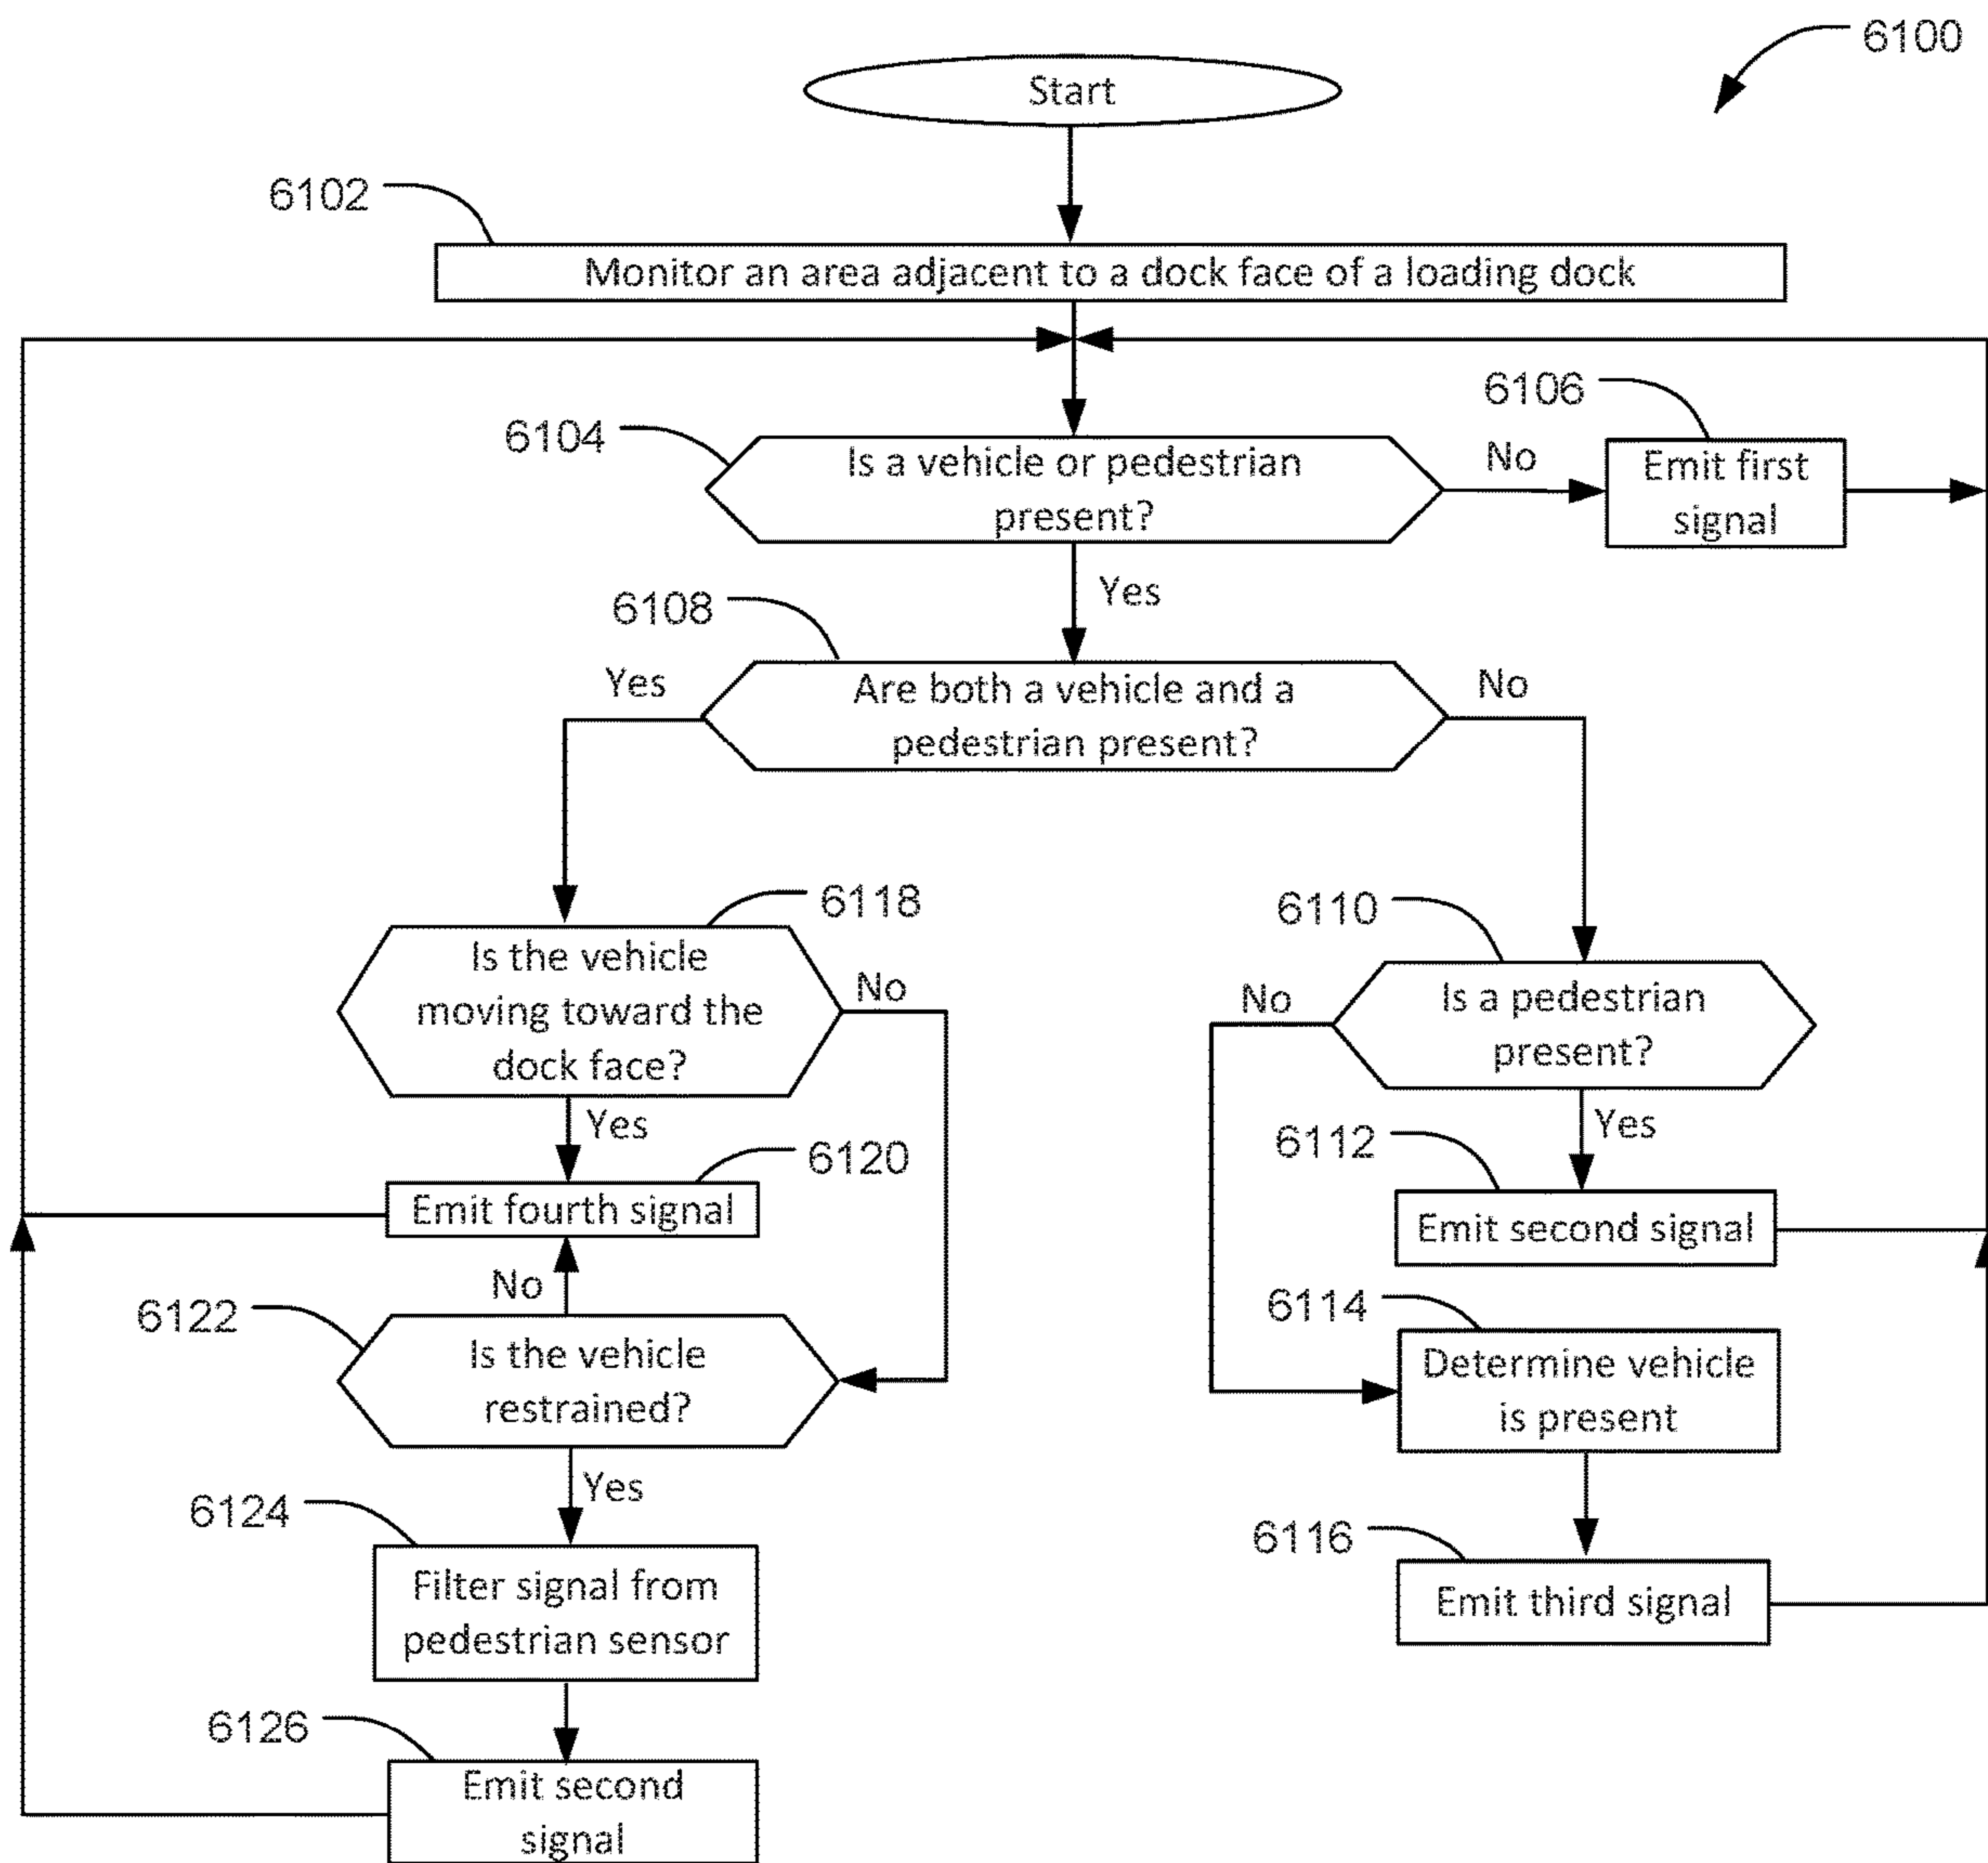 6100
Start
6102
Monitor an area adjacent to a dock face of a loading dock
6104
Is a vehicle or pedestrian
present?
No
6106
Emit first
signal
Yes
6108
Yes
Are both a vehicle and a
pedestrian present?
No
6118
Is the vehicle
moving toward the
dock face?
No
Yes
6120
Emit fourth signal
No
6122
Is the vehicle
restrained?
Yes
6124
Filter signal from
pedestrian sensor
6126
Emit second
signal
6110
No
Is a pedestrian
present?
Yes
6112
Emit second signal
6114
Determine vehicle
is present
6116
Emit third signal